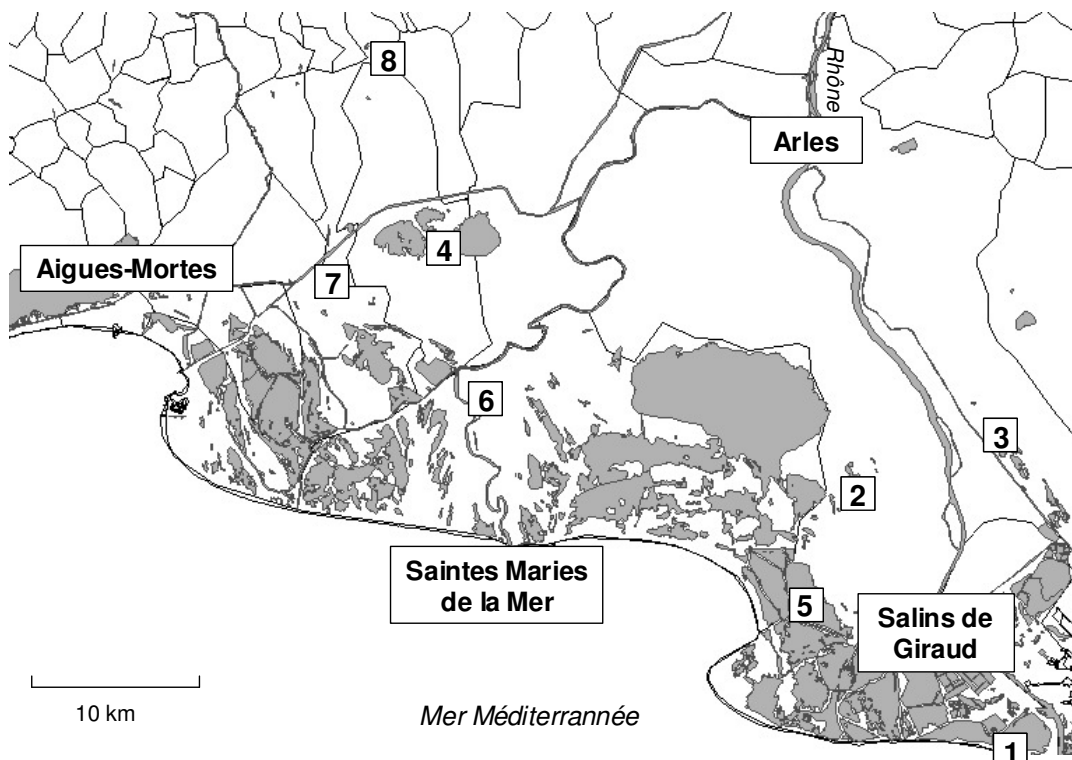 8
Rhône
Arles
4
Aigues-Mortes
7
6
3
2
Saintes Maries
de la Mer
5
Salins de
Giraud
10 km
Mer Méditerrannée
1